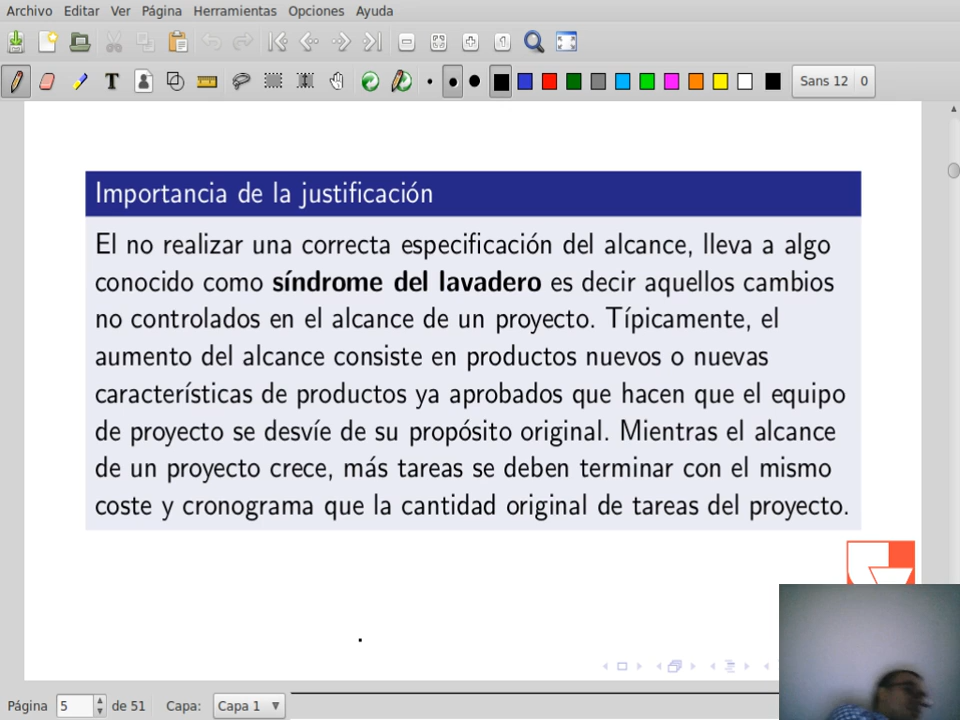 Archivo Editar Ver Página Herramientas Opciones Ayuda
T Sans 12 0
Importancia de la justificación
El no realizar una correcta especificación del alcance, lleva a algo
conocido como síndrome del lavadero es decir aquellos cambios
no controlados en el alcance de un proyecto. Típicamente, el
aumento del alcance consiste en productos nuevos o nuevas
características de productos ya aprobados que hacen que el equipo
de proyecto se desvíe de su propósito original. Mientras el alcance
de un proyecto crece, más tareas se deben terminar con el mismo
coste y cronograma que la cantidad original de tareas del proyecto.
Página 5 de 51 Capa: Capa 1